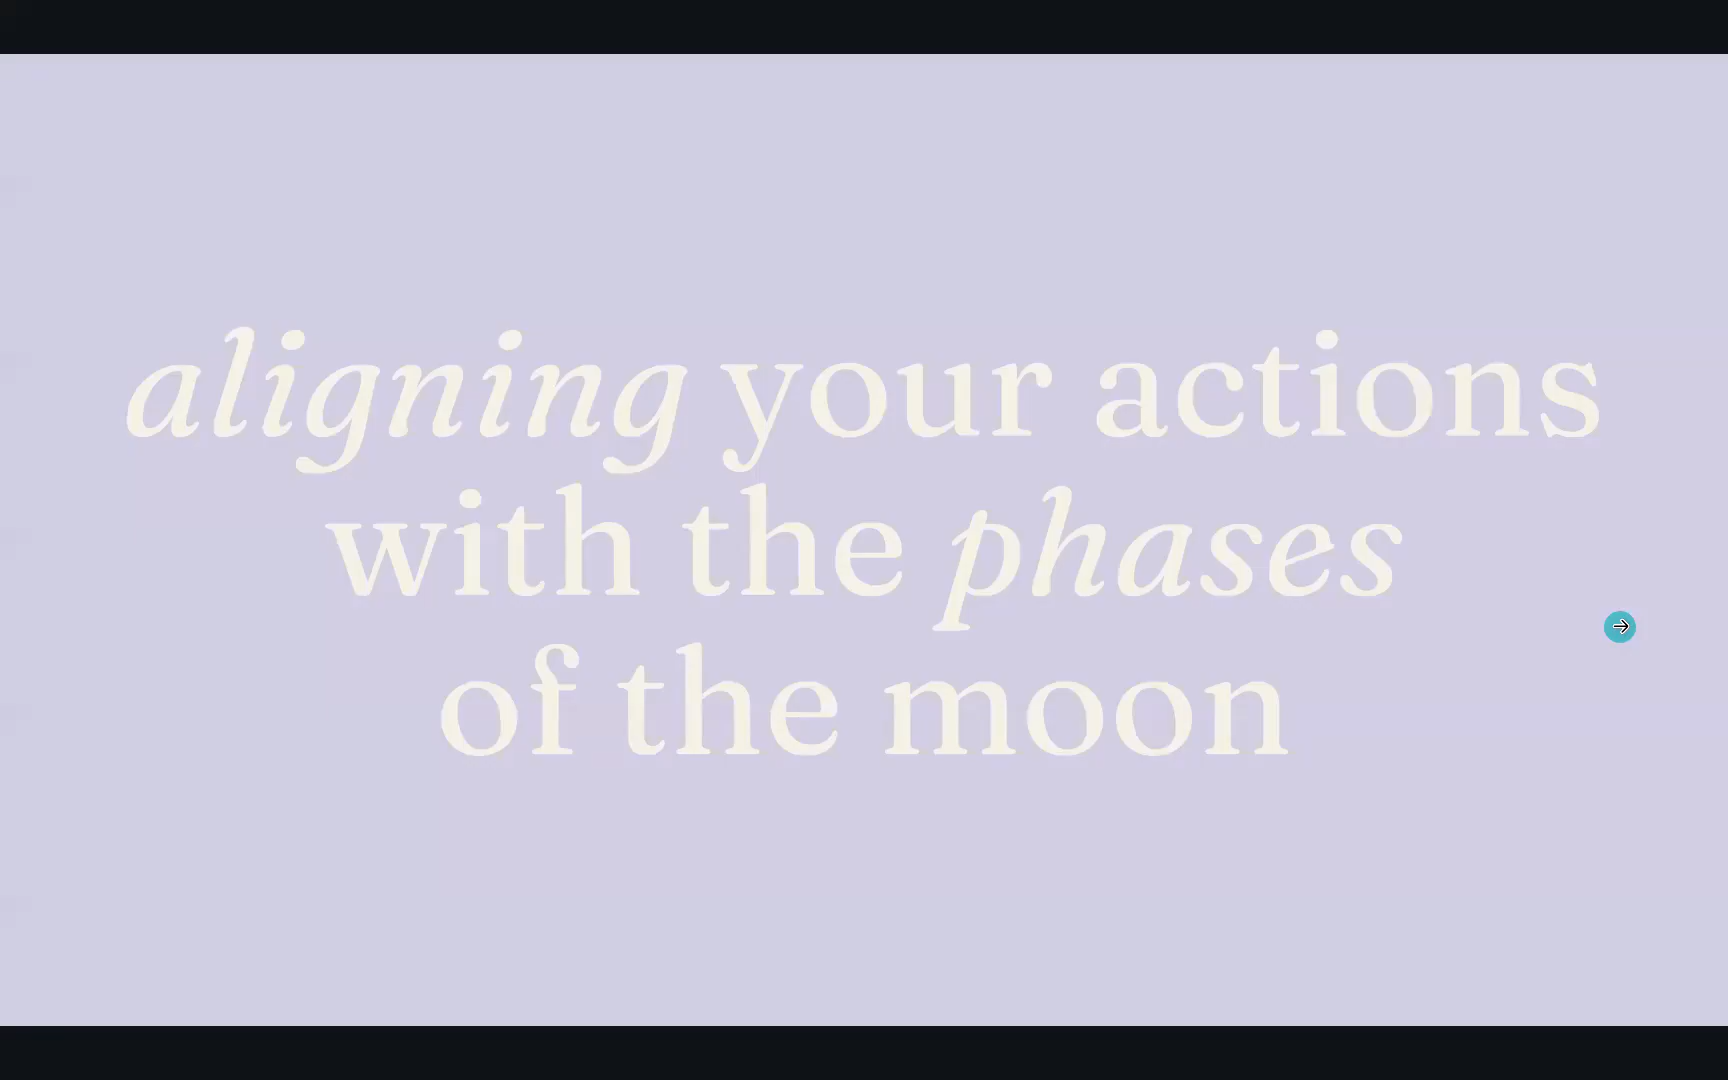 aligning your actions
with the phases
of the moon